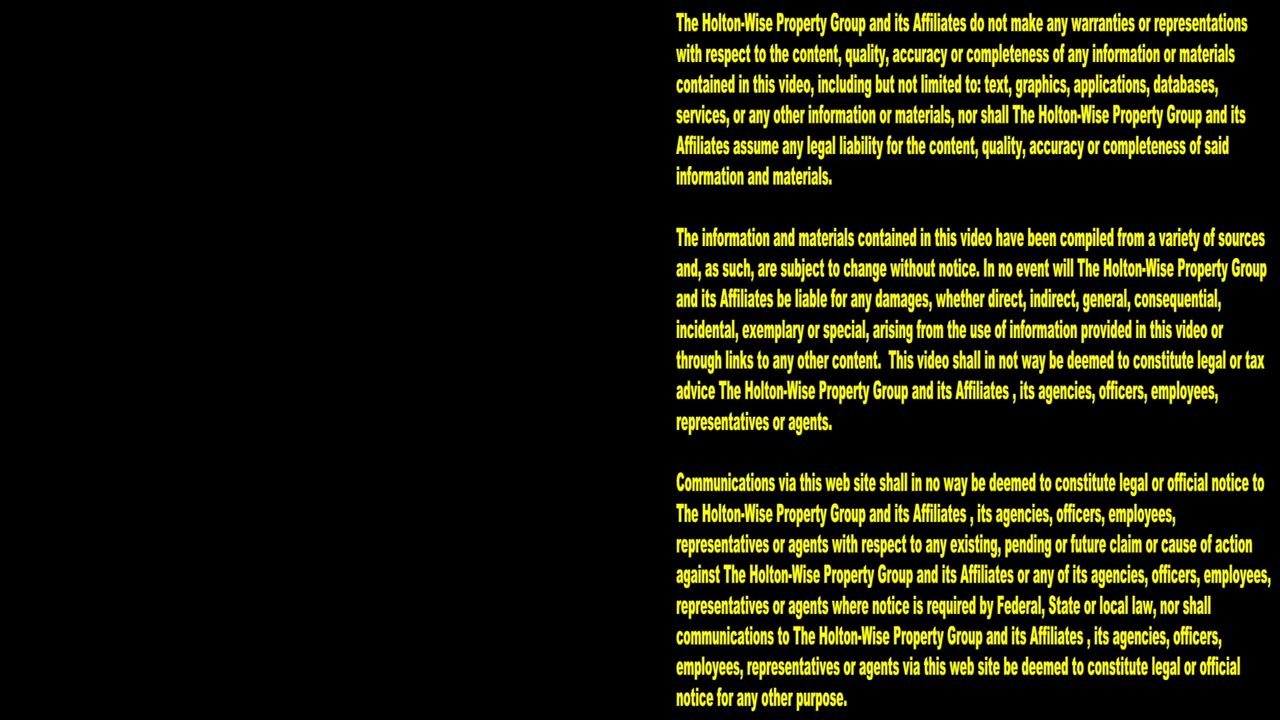 The Holton-Wise Property Group and its Affiliates do not make any warranties or representations
with respect to the content, quality, accuracy or completeness of any information or materials
contained in this video, including but not limited to: text, graphics, applications, databases,
services, or any other information or materials, nor shall The Holton-Wise Property Group and its
Affiliates assume any legal liability for the content, quality, accuracy or completeness of said
information and materials.
The information and materials contained in this video have been compiled from a variety of sources
and, as such, are subject to change without notice. In no event will The Holton-Wise Property Group
and its Affiliates be liable for any damages, whether direct, indirect, general, consequential,
incidental, exemplary or special, arising from the use of information provided in this video or
through links to any other content.  This video shall in not way be deemed to constitute legal or tax
advice The Holton-Wise Property Group and its Affiliates , its agencies, officers, employees,
representatives or agents.
Communications via this web site shall in no way be deemed to constitute legal or official notice to
The Holton-Wise Property Group and its Affiliates , its agencies, officers, employees,
representatives or agents with respect to any existing, pending or future claim or cause of action
against The Holton-Wise Property Group and its Affiliates or any of its agencies, officers, employees,
representatives or agents where notice is required by Federal, State or local law, nor shall
communications to The Holton-Wise Property Group and its Affiliates , its agencies, officers,
employees, representatives or agents via this web site be deemed to constitute legal or official
notice for any other purpose.